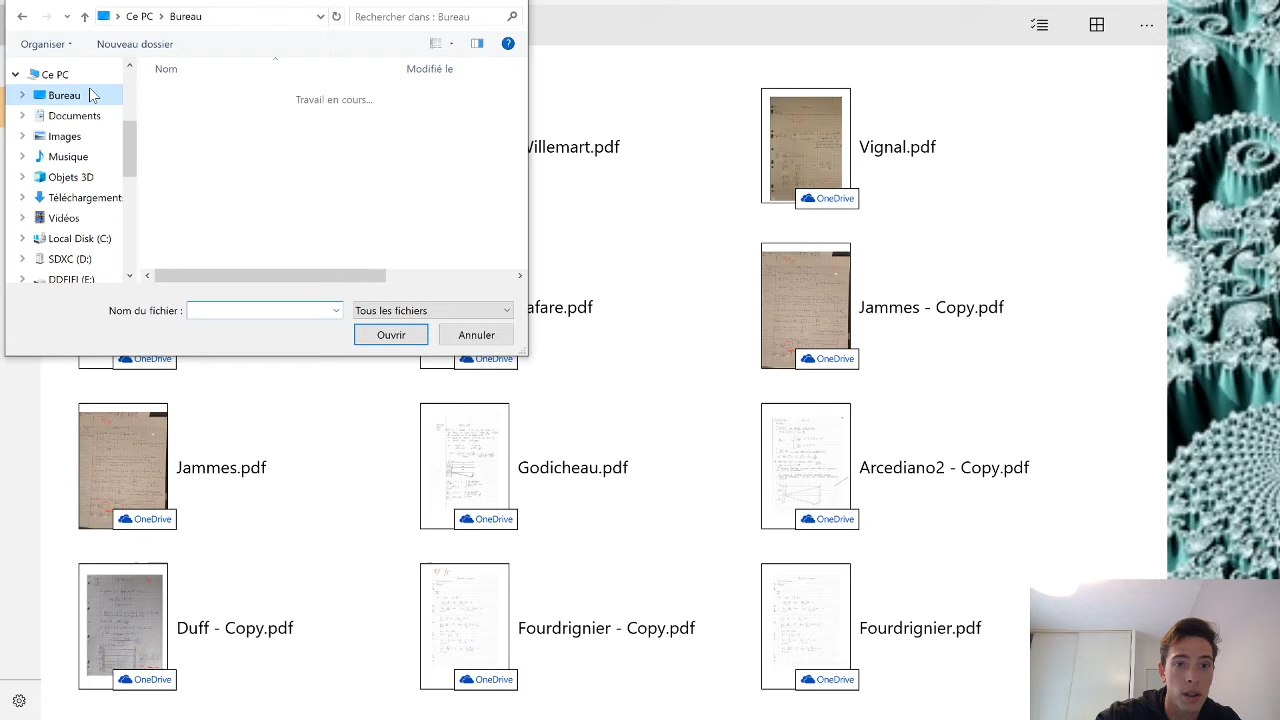 Ce PC > Bureau
Rechercher dans : Bureau
Organiser
Nouveau dossier
Ce PC
Bureau
Documents
Images
Musique
Objets 3D
Téléchargements
Vidéos
Local Disk (C:)
SDHC (D:)
Nom
Modifié le
Travail en cours...
Nom du fichier :
Tous les fichiers
Ouvrir
Annuler
Willemart.pdf
Vignal.pdf
OneDrive
afare.pdf
Jammes - Copy.pdf
OneDrive
OneDrive
OneDrive
Jammes.pdf
Godicheau.pdf
Arcediano2 - Copy.pdf
OneDrive
OneDrive
OneDrive
Duff - Copy.pdf
Fourdrignier - Copy.pdf
Fourdrignier.pdf
OneDrive
OneDrive
OneDrive